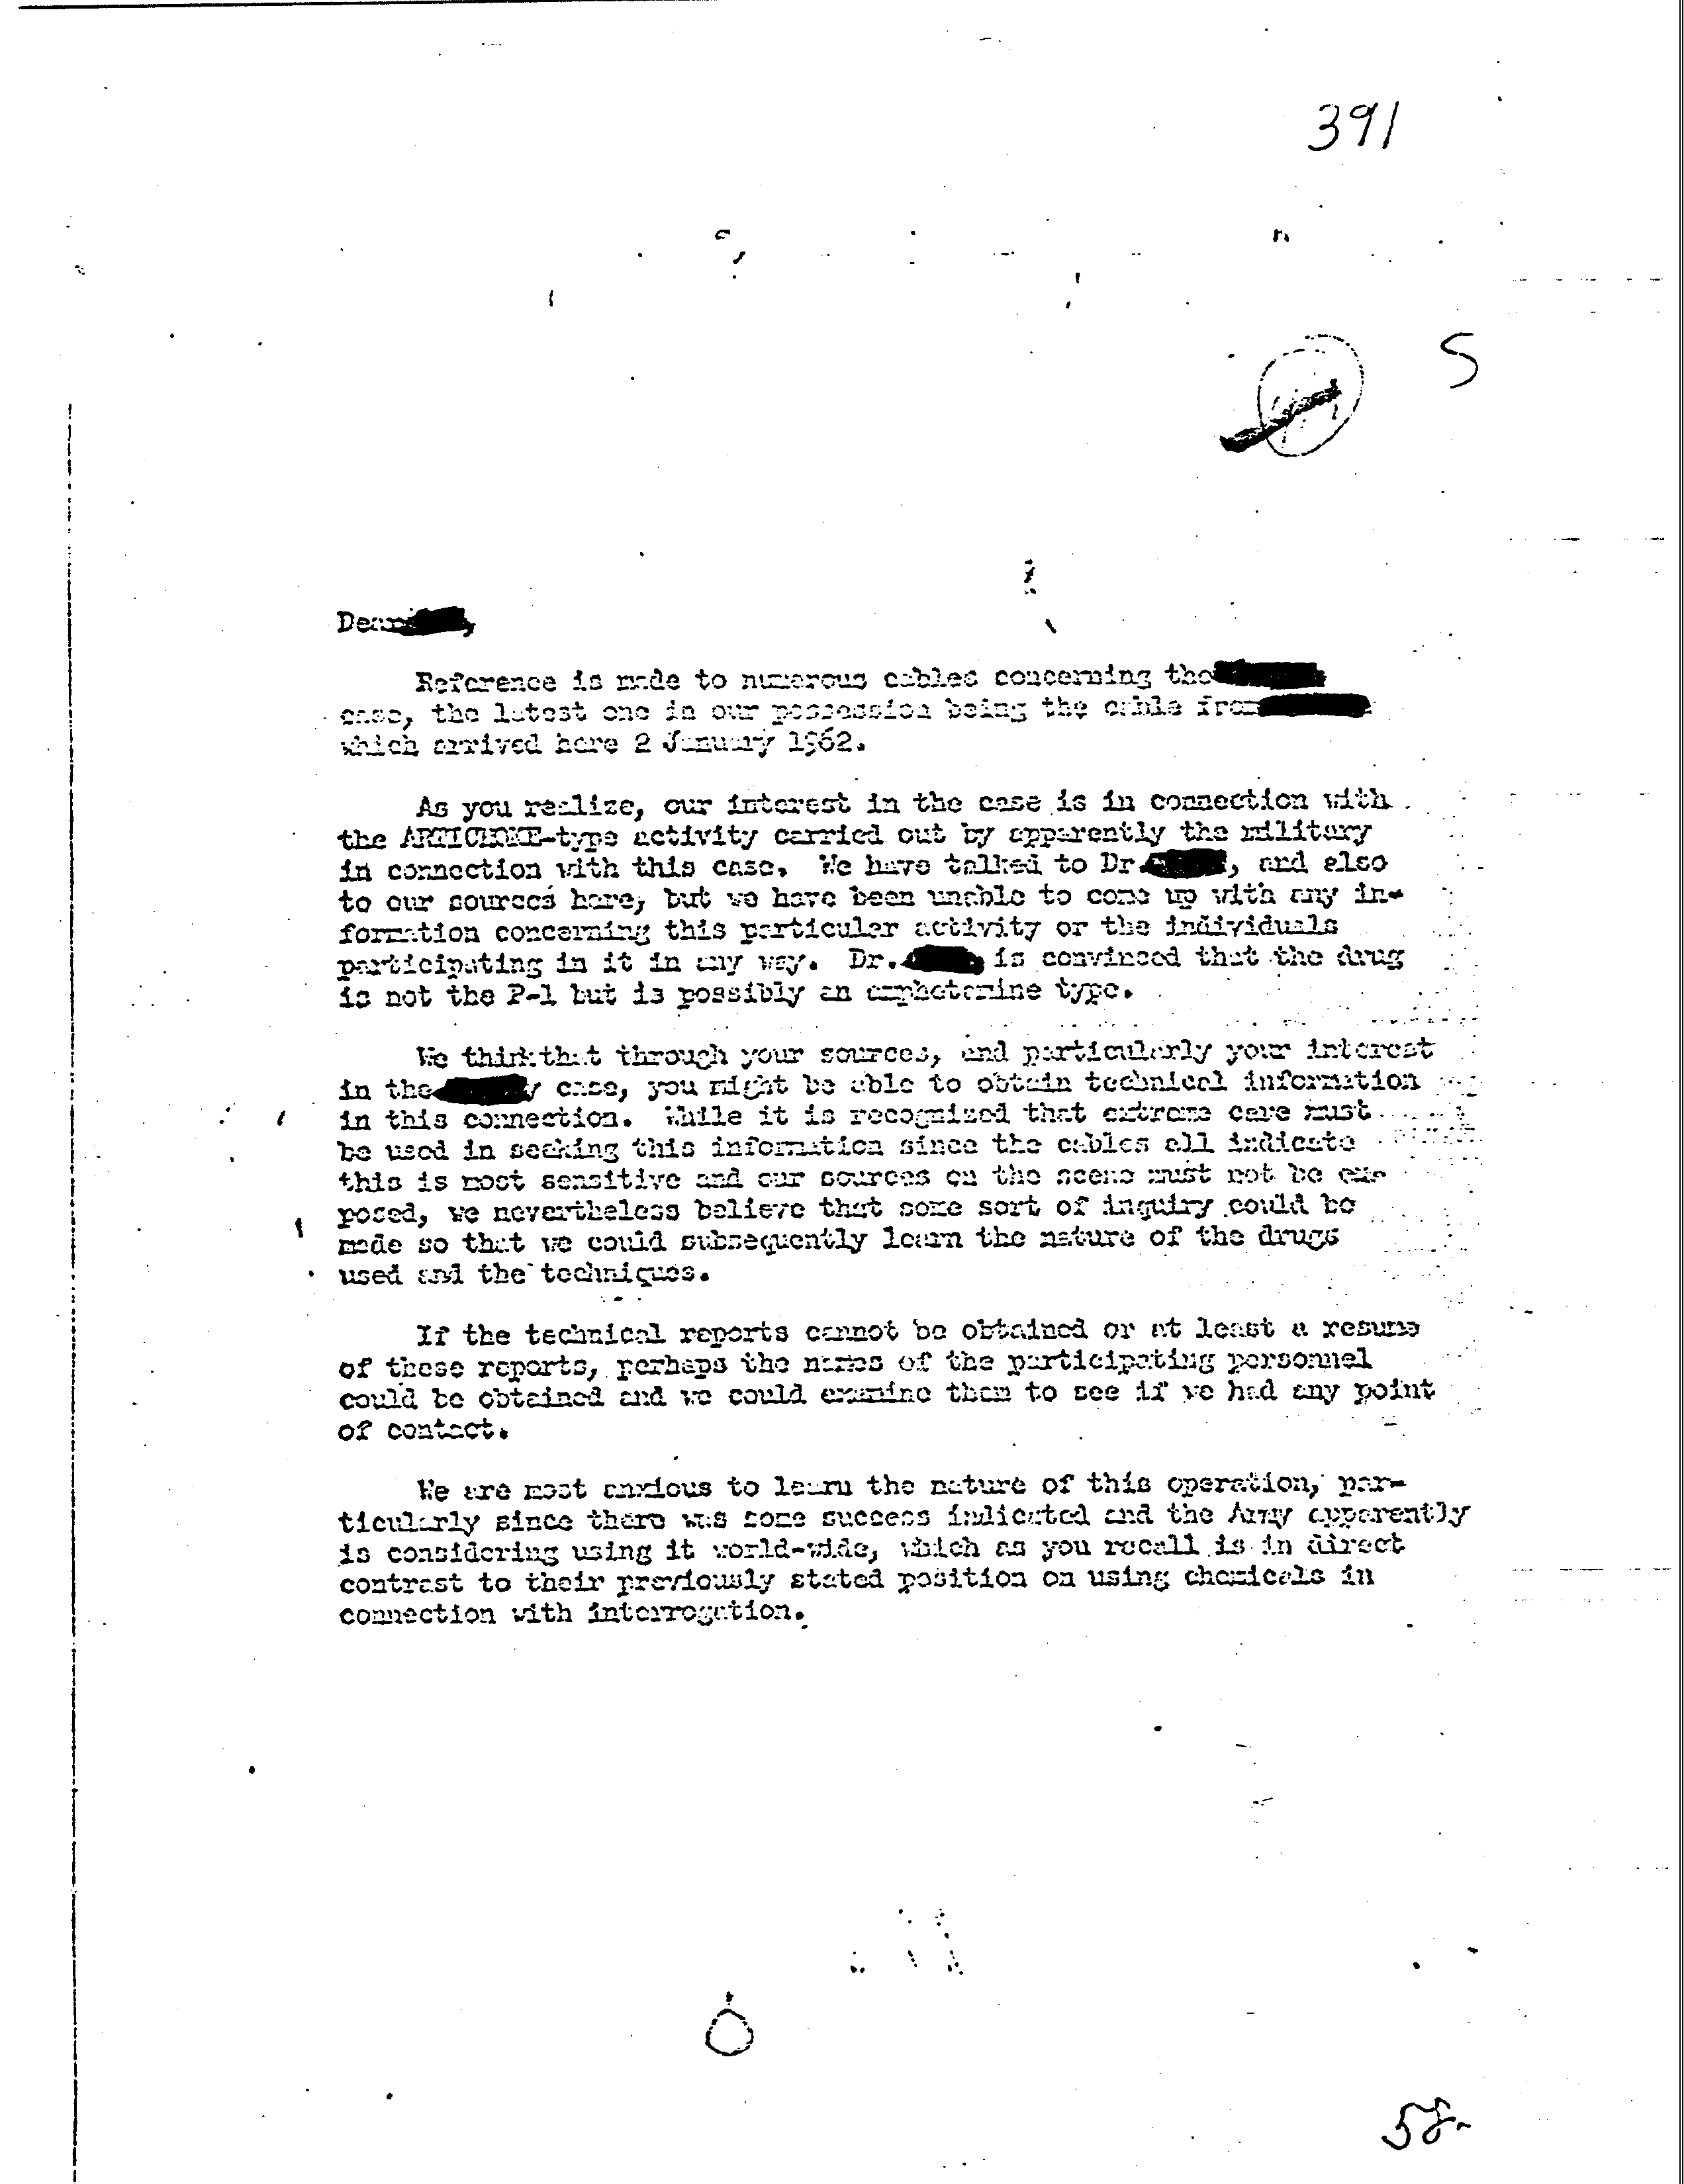 391
S
Dear
Reference is made to numerous cables concerning the
case, the latest one in our possession being the cable from
which arrived here 2 January 1962.
As you realize, our interest in the case is in connection with
the ARTICHOKE-type activity carried out by apparently the military
in connection with this case. We have talked to Dr. , and also
to our sources here, but we have been unable to come up with any in-
formation concerning this particular activity or the individuals
participating in it in any way. Dr. is convinced that the drug
is not the P-1 but is possibly an amphetamine type.
We think that through your sources, and particularly your interest
in the case, you might be able to obtain technical information
in this connection. While it is recognized that extreme care must
be used in seeking this information since the cables all indicate
this is most sensitive and our sources on the scene must not be ex-
posed, we nevertheless believe that some sort of inquiry could be
made so that we could subsequently learn the nature of the drugs
used and the techniques.
If the technical reports cannot be obtained or at least a resume
of these reports, perhaps the names of the participating personnel
could be obtained and we could examine them to see if we had any point
of contact.
We are most anxious to learn the nature of this operation, par-
ticularly since there was some success indicated and the Army apparently
is considering using it world-wide, which as you recall is in direct
contrast to their previously stated position on using chemicals in
connection with interrogation.
58